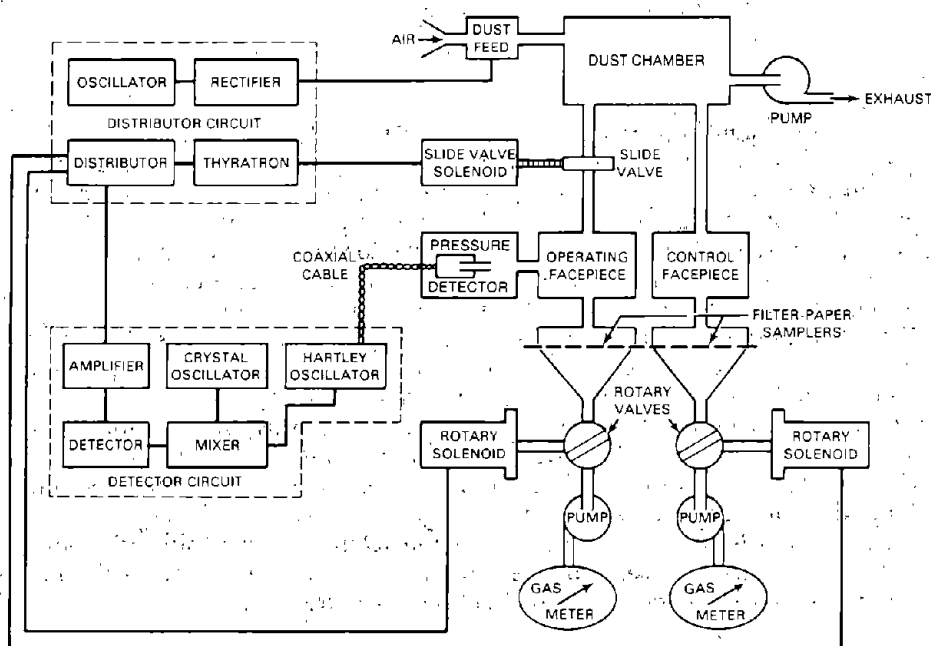 AIR
DUST
FEED
DUST CHAMBER
OSCILLATOR
RECTIFIER
EXHAUST
PUMP
DISTRIBUTOR CIRCUIT
DISTRIBUTOR
THYRATRON
SLIDE VALVE
SOLENOID
SLIDE
VALVE
COAXIAL
CABLE
PRESSURE
DETECTOR
OPERATING
FACEPIECE
CONTROL
FACEPIECE
FILTER-PAPER
SAMPLERS
AMPLIFIER
CRYSTAL
OSCILLATOR
HARTLEY
OSCILLATOR
ROTARY
VALVES
DETECTOR
MIXER
ROTARY
SOLENOID
ROTARY
SOLENOID
DETECTOR CIRCUIT
PUMP
PUMP
GAS
METER
GAS
METER